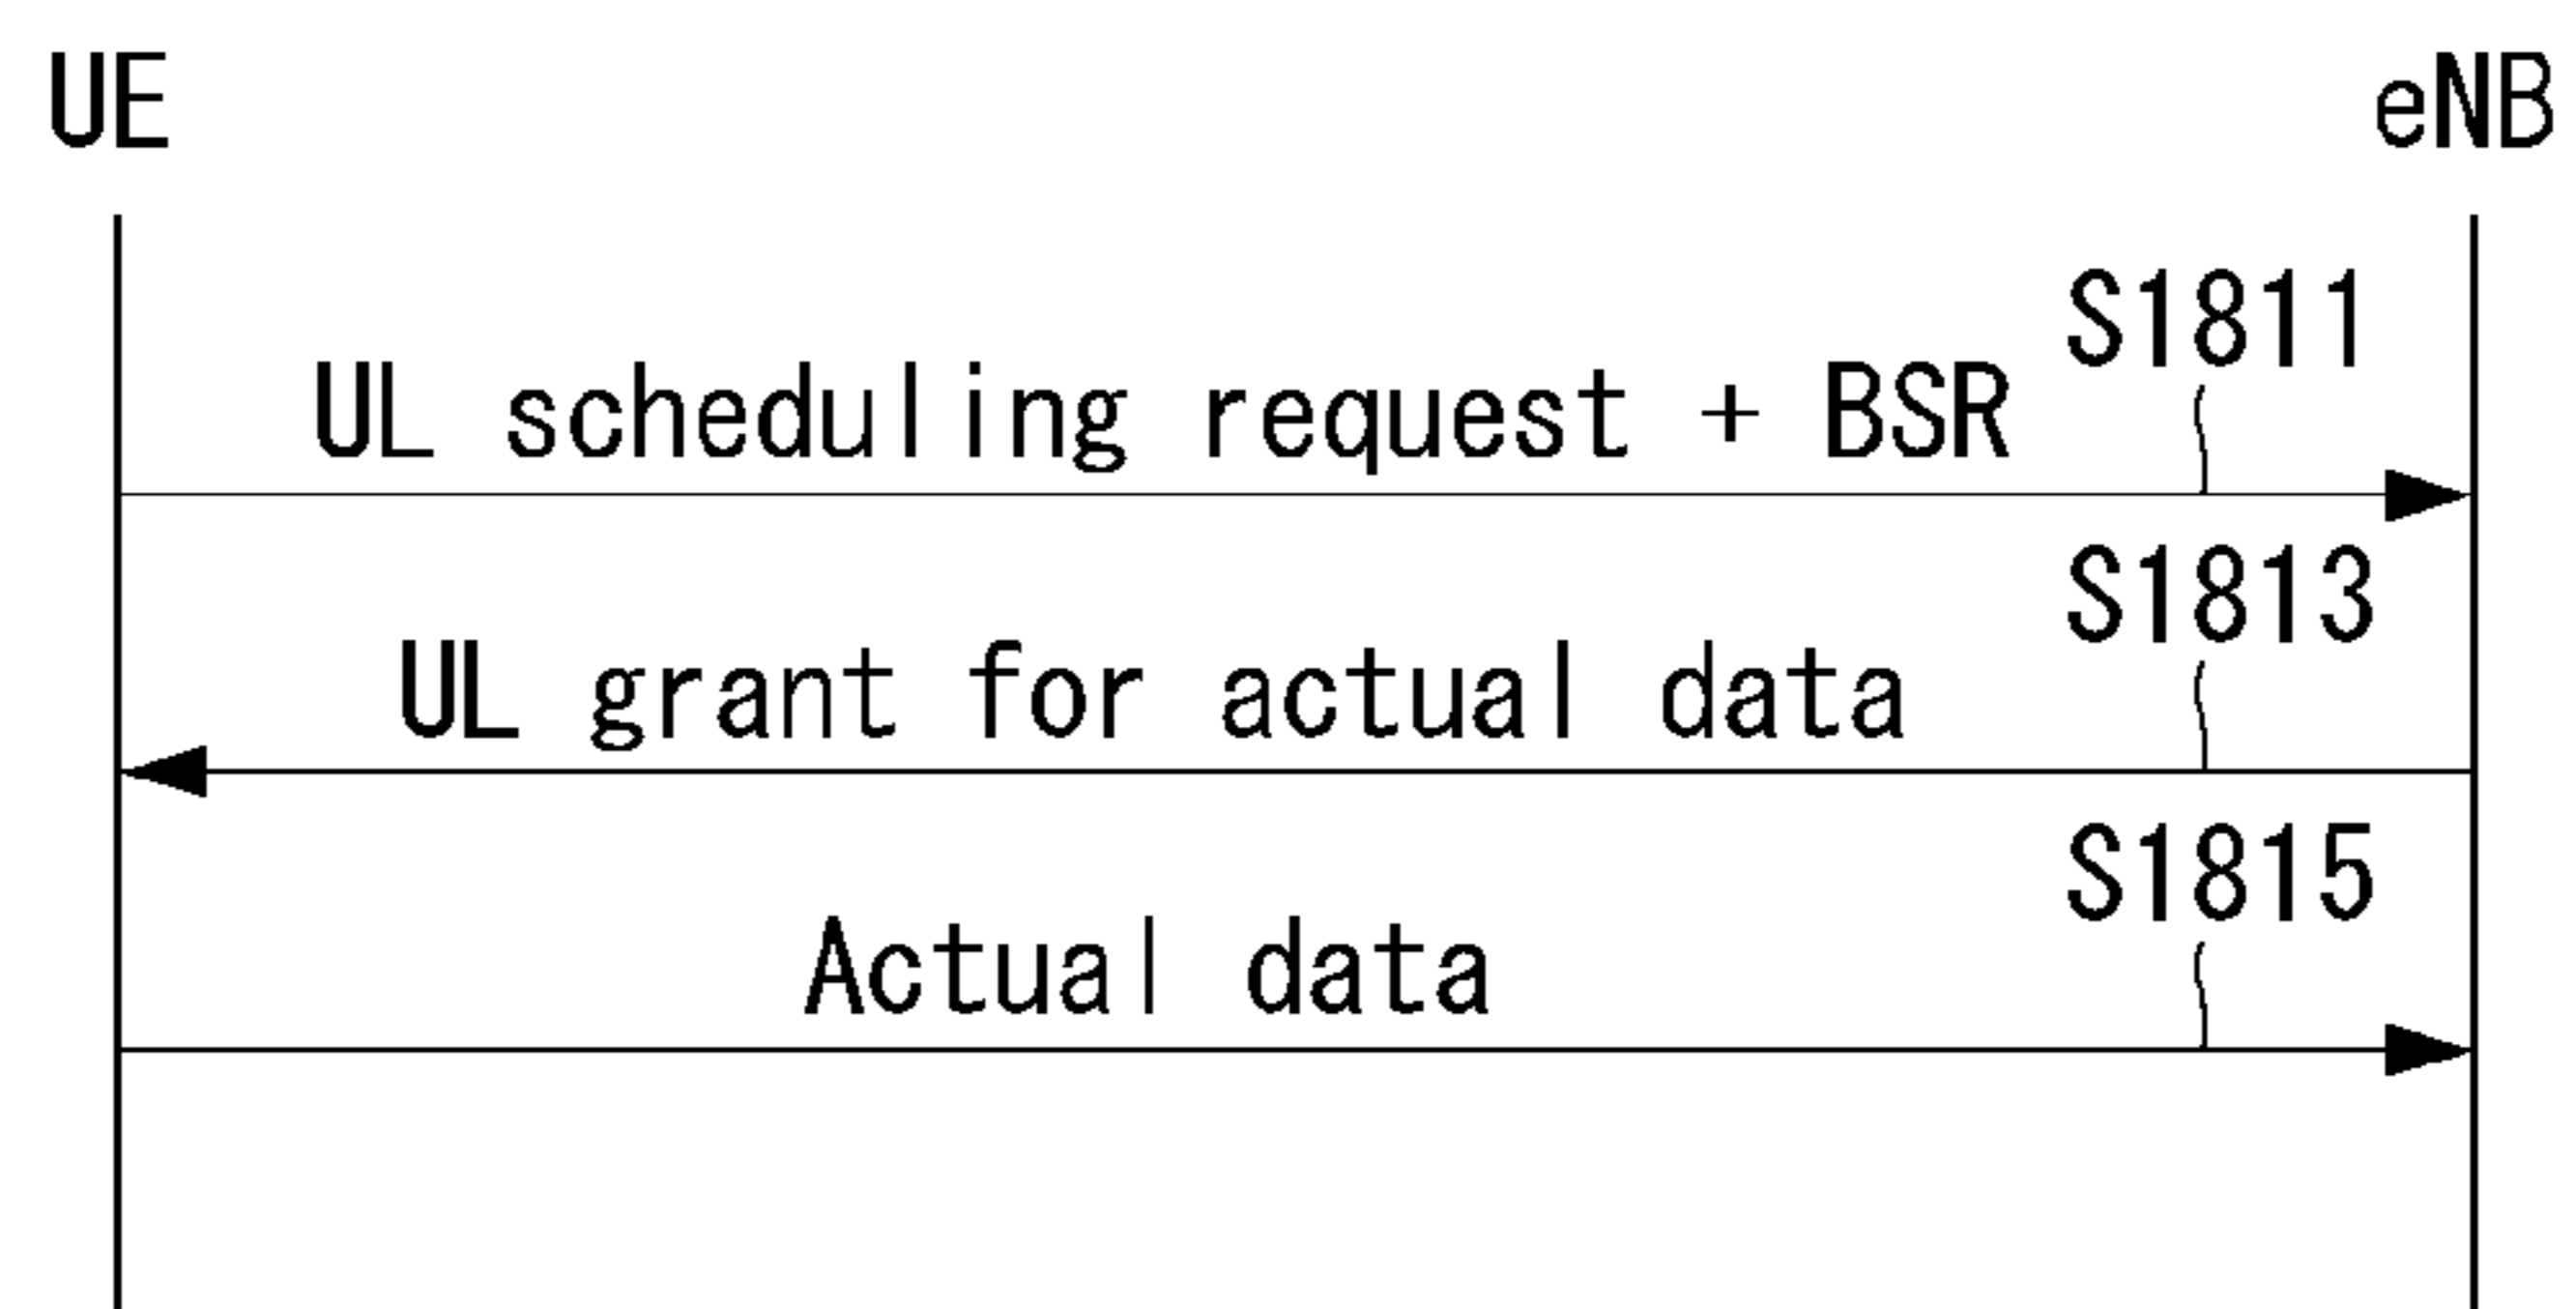 UE eNB
S1811
UL scheduling request + BSR
S1813
UL grant for actual data
S1815
Actual data